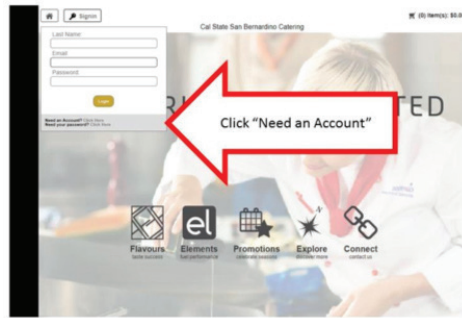 Signin
Cal State San Bernardino Catering
(0) Item(s): $0.0
Last Name
Email
Password
Login
Need an Account? Click Here
Need your password? Click Here
Click "Need an Account"
TED
el
Flavours
Elements
Promotions
Explore
Connect
taste success
fuel performance
celebrate seasons
discover more
contact us